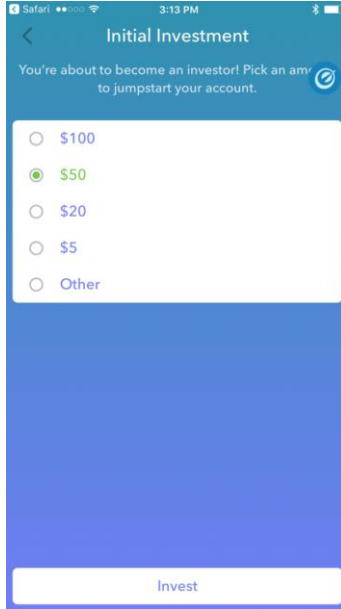 Safari 3:13 PM
Initial Investment
You're about to become an investor! Pick an
to jumpstart your account.
$100
$50
$20
$5
Other
Invest